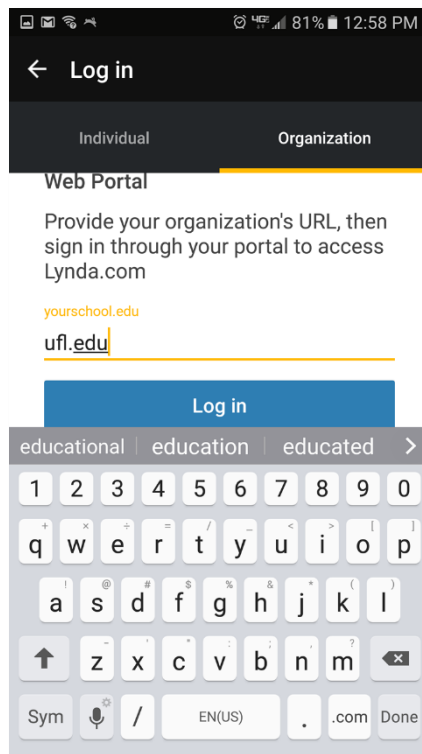 4GE 81% 12:58 PM
← Log in
Individual Organization
Web Portal
Provide your organization's URL, then
sign in through your portal to access
Lynda.com
yourschool.edu
ufl.edu
Log in
educational education educated >
1 2 3 4 5 6 7 8 9 0
+ × ÷ = / _ < > [ ]
q w e r t y u i o p
! @ # $ % & * ( )
a s d f g h j k l
- ' " : ; , ?
z x c v b n m
Sym / EN(US) . .com Done